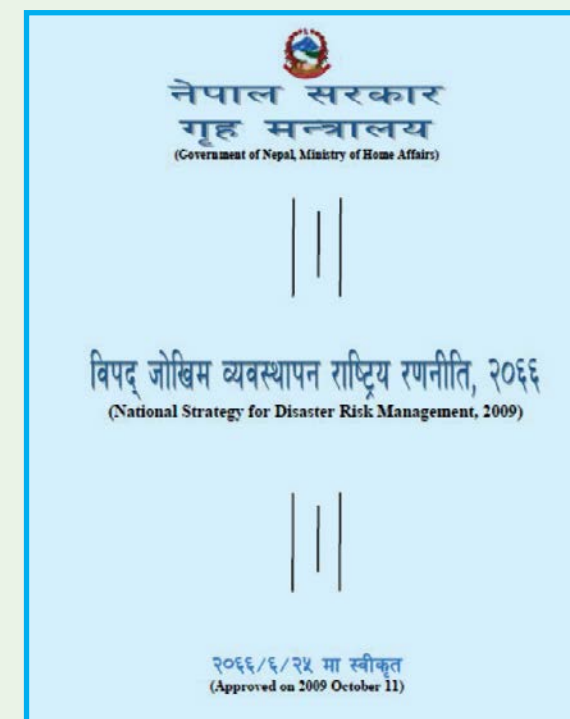 नेपाल सरकार
गृह मन्त्रालय
(Government of Nepal, Ministry of Home Affairs)
विपद् जोखिम व्यवस्थापन राष्ट्रिय रणनीति, २०६६
(National Strategy for Disaster Risk Management, 2009)
२०६६/६/२५ मा स्वीकृत
(Approved on 2009 October 11)